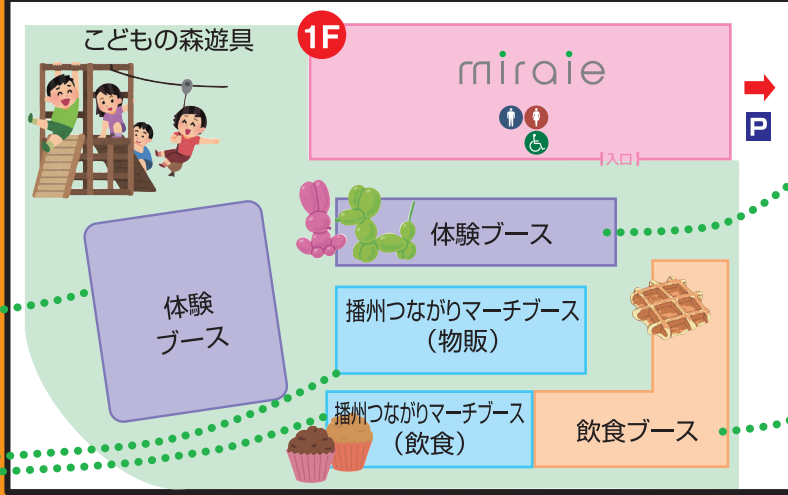 こどもの森遊具
1F
miraie
入口
P
体験ブース
体験
ブース
播州つながりマーチブース
（物販）
播州つながりマーチブース
（飲食）
飲食ブース